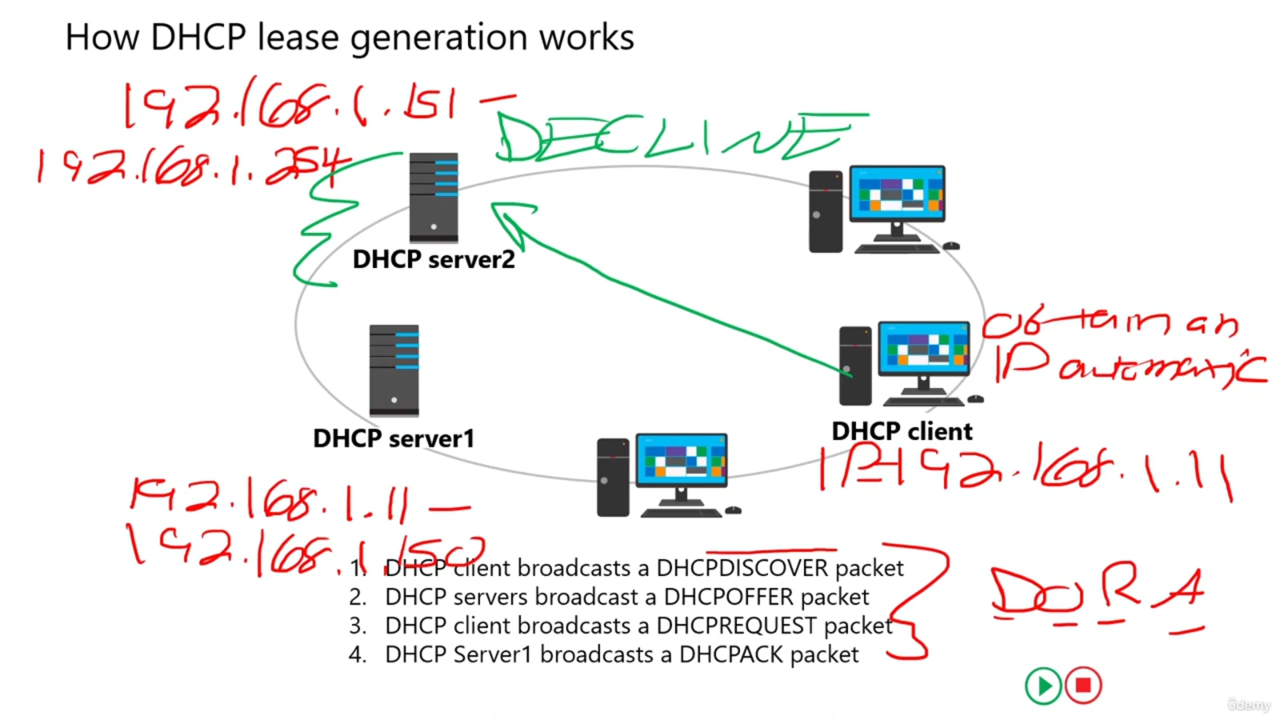 How DHCP lease generation works
192.168.1.151 –
192.168.1.254
DECLINE
DHCP server2
obtain an
IP automatic
DHCP server1
DHCP client
IP-192.168.1.11
192.168.1.11 –
192.168.1.150
1. DHCP client broadcasts a DHCPDISCOVER packet
2. DHCP servers broadcast a DHCPOFFER packet
3. DHCP client broadcasts a DHCPREQUEST packet
4. DHCP Server1 broadcasts a DHCPACK packet
DORA
ûdemy